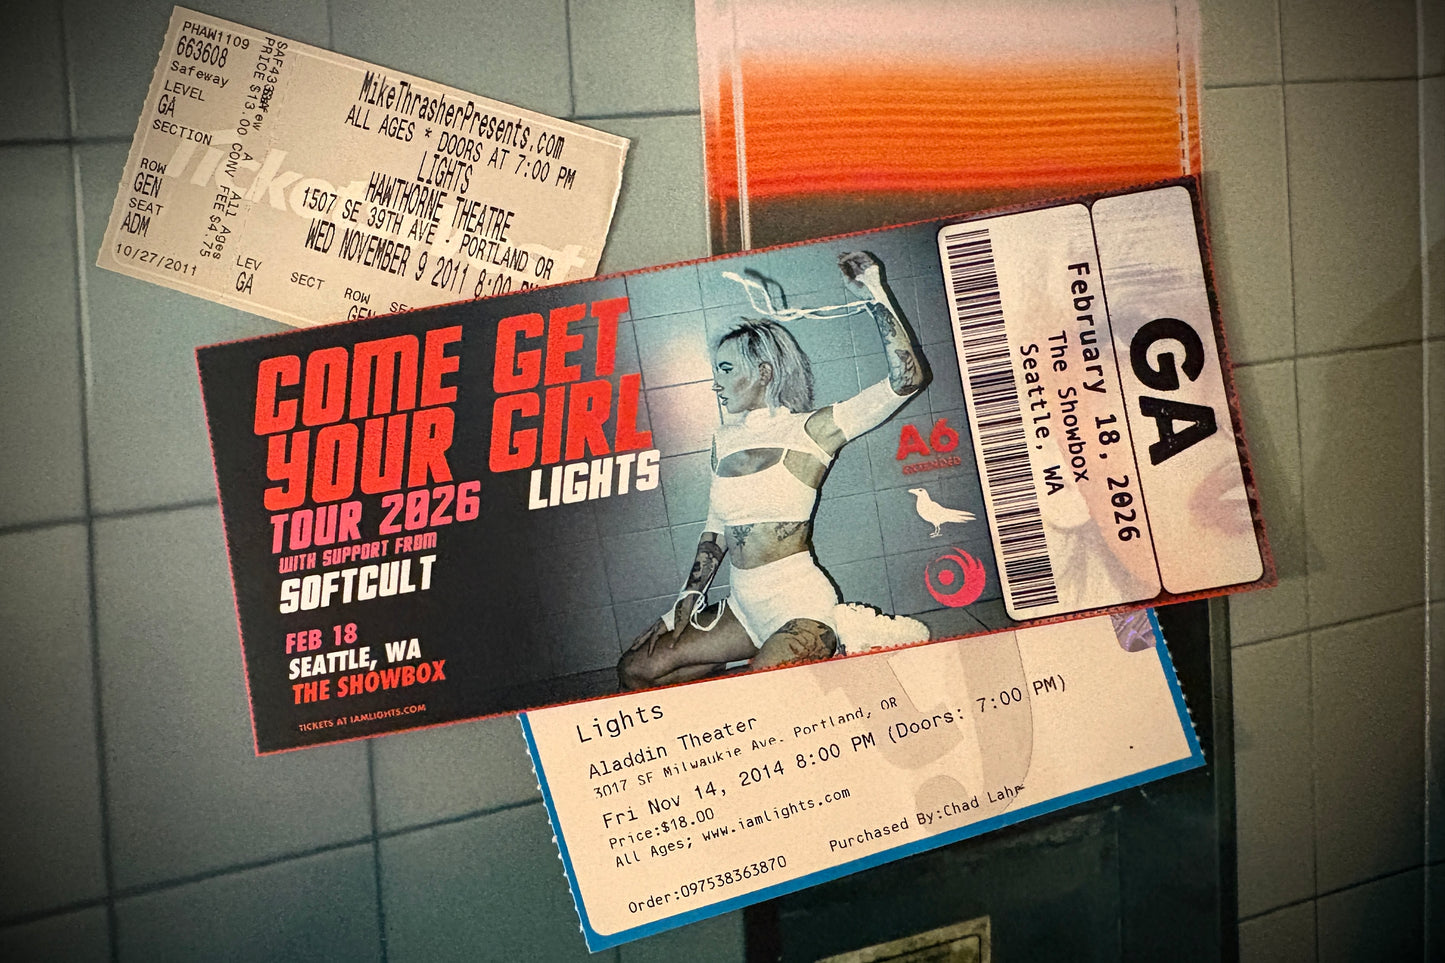 PHAW1109
663608
Safeway
LEVEL
GA
SECTION
ROW
GEN
SEAT
ADM
10/27/2011
PRICE $13.00 CONV FEE $4.75
All Ages
MikeThrasherPresents.com
ALL AGES * DOORS AT 7:00 PM
LIGHTS
HAWTHORNE THEATRE
1507 SE 39TH AVE . PORTLAND OR
WED NOVEMBER 9 2011 8:00
LEV
GA
SECT
ROW
GEN
COME GET
YOUR GIRL
TOUR 2026
LIGHTS
WITH SUPPORT FROM
SOFTCULT
FEB 18
SEATTLE, WA
THE SHOWBOX
TICKETS AT IAMLIGHTS.COM
A6
EXTENDED
February 18, 2026
The Showbox
Seattle, WA
GA
Lights
Aladdin Theater
3017 SE Milwaukie Ave. Portland, OR
Fri Nov 14, 2014 8:00 PM (Doors: 7:00 PM)
Price:$18.00
All Ages; www.iamlights.com
Order:097538363870
Purchased By:Chad Lahr